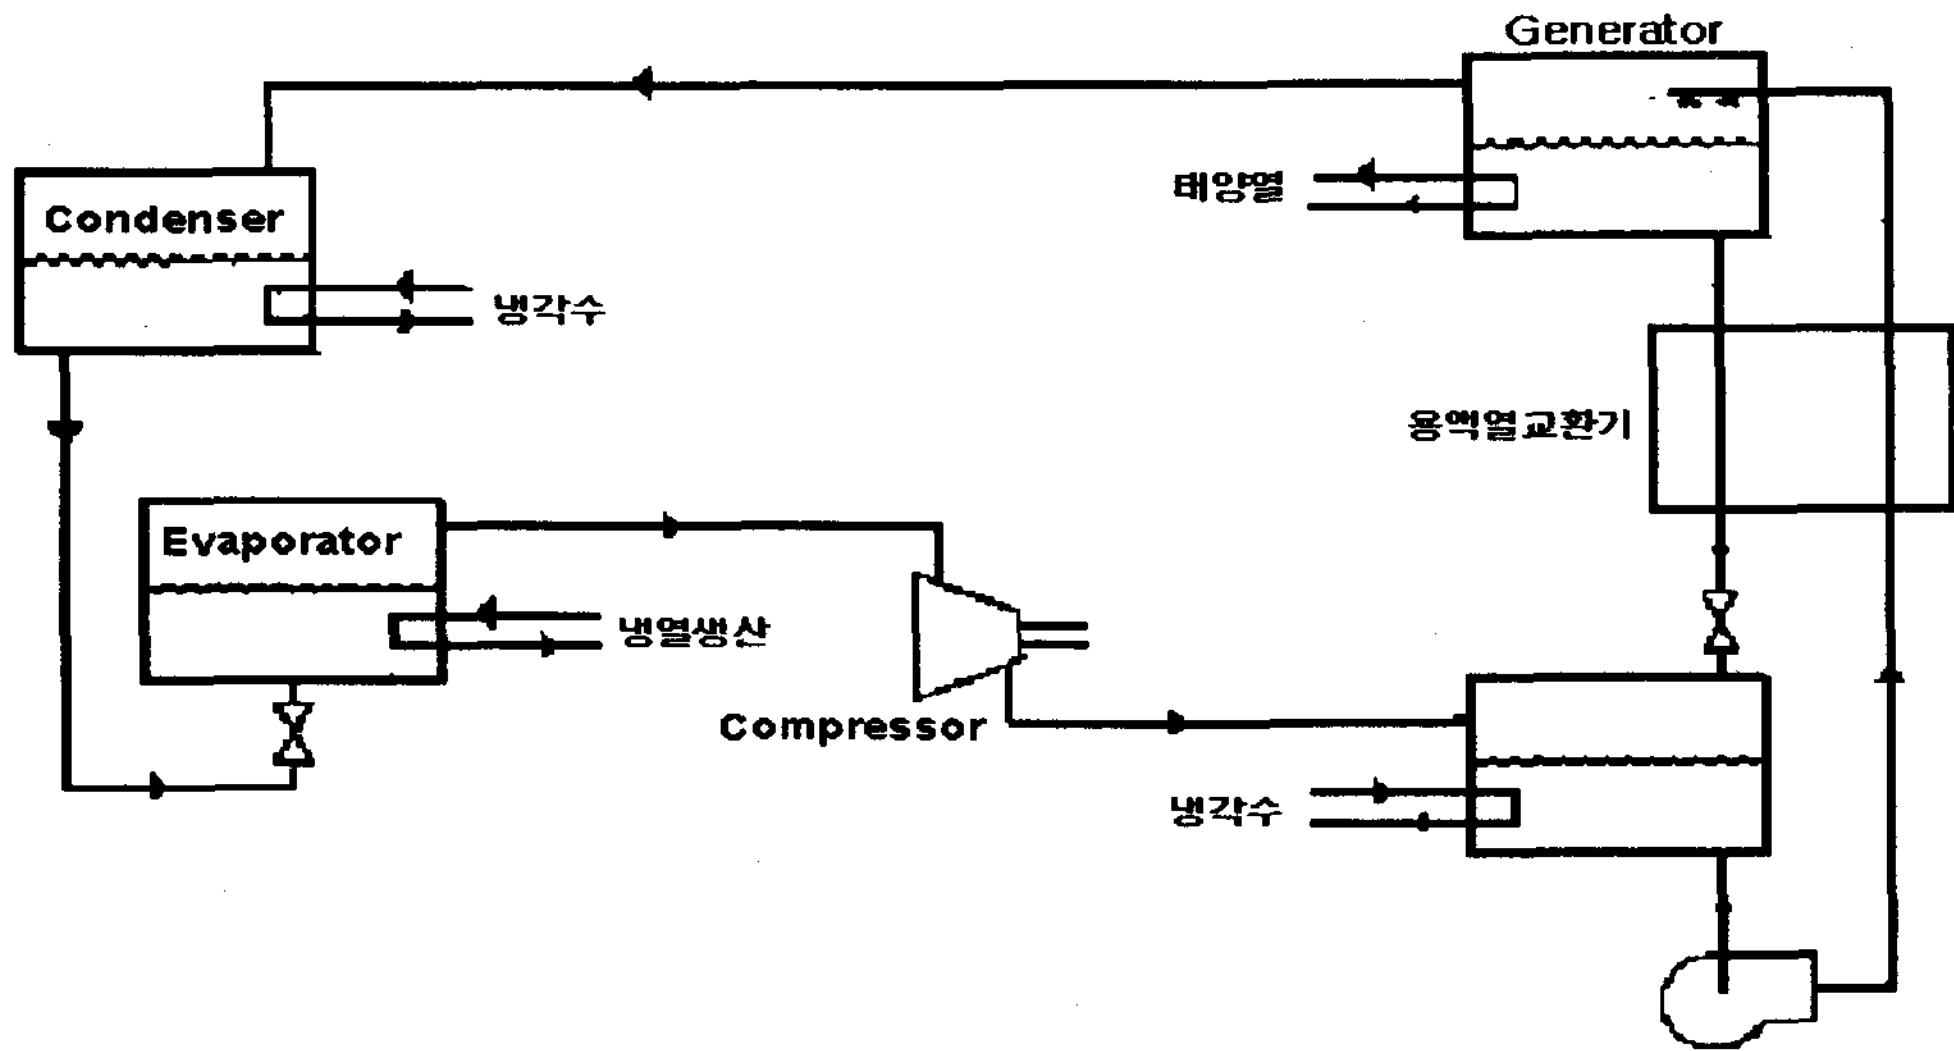 Generator
태양열
Condenser
냉각수
용액열교환기
Evaporator
냉열생산
Compressor
냉각수